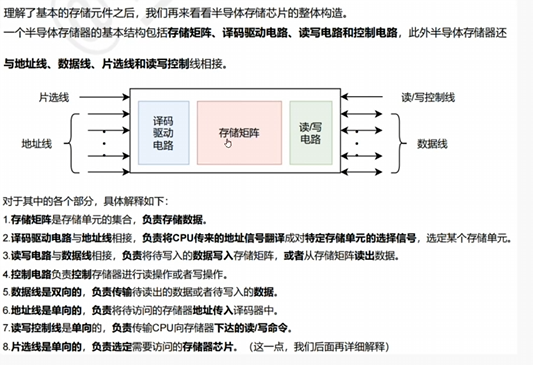 理解了基本的存储元件之后，我们再来看看半导体存储芯片的整体构造。
一个半导体存储器的基本结构包括存储矩阵、译码驱动电路、读写电路和控制电路，此外半导体存储器还
与地址线、数据线、片选线和读写控制线相接。
片选线
读/写控制线
译码
驱动
电路
存储矩阵
读/写
电路
地址线
数据线
对于其中的各个部分，具体解释如下：
1.存储矩阵是存储单元的集合，负责存储数据。
2.译码驱动电路与地址线相接，负责将CPU传来的地址信号翻译成对特定存储单元的选择信号，选定某个存储单元。
3.读写电路与数据线相接，负责将待写入的数据写入存储矩阵，或者从存储矩阵读出数据。
4.控制电路负责控制存储器进行读操作或者写操作。
5.数据线是双向的，负责传输待读出的数据或者待写入的数据。
6.地址线是单向的，负责将待访问的存储器地址传入译码器中。
7.读写控制线是单向的，负责传输CPU向存储器下达的读/写命令。
8.片选线是单向的，负责选定需要访问的存储器芯片。（这一点，我们后面再详细解释）